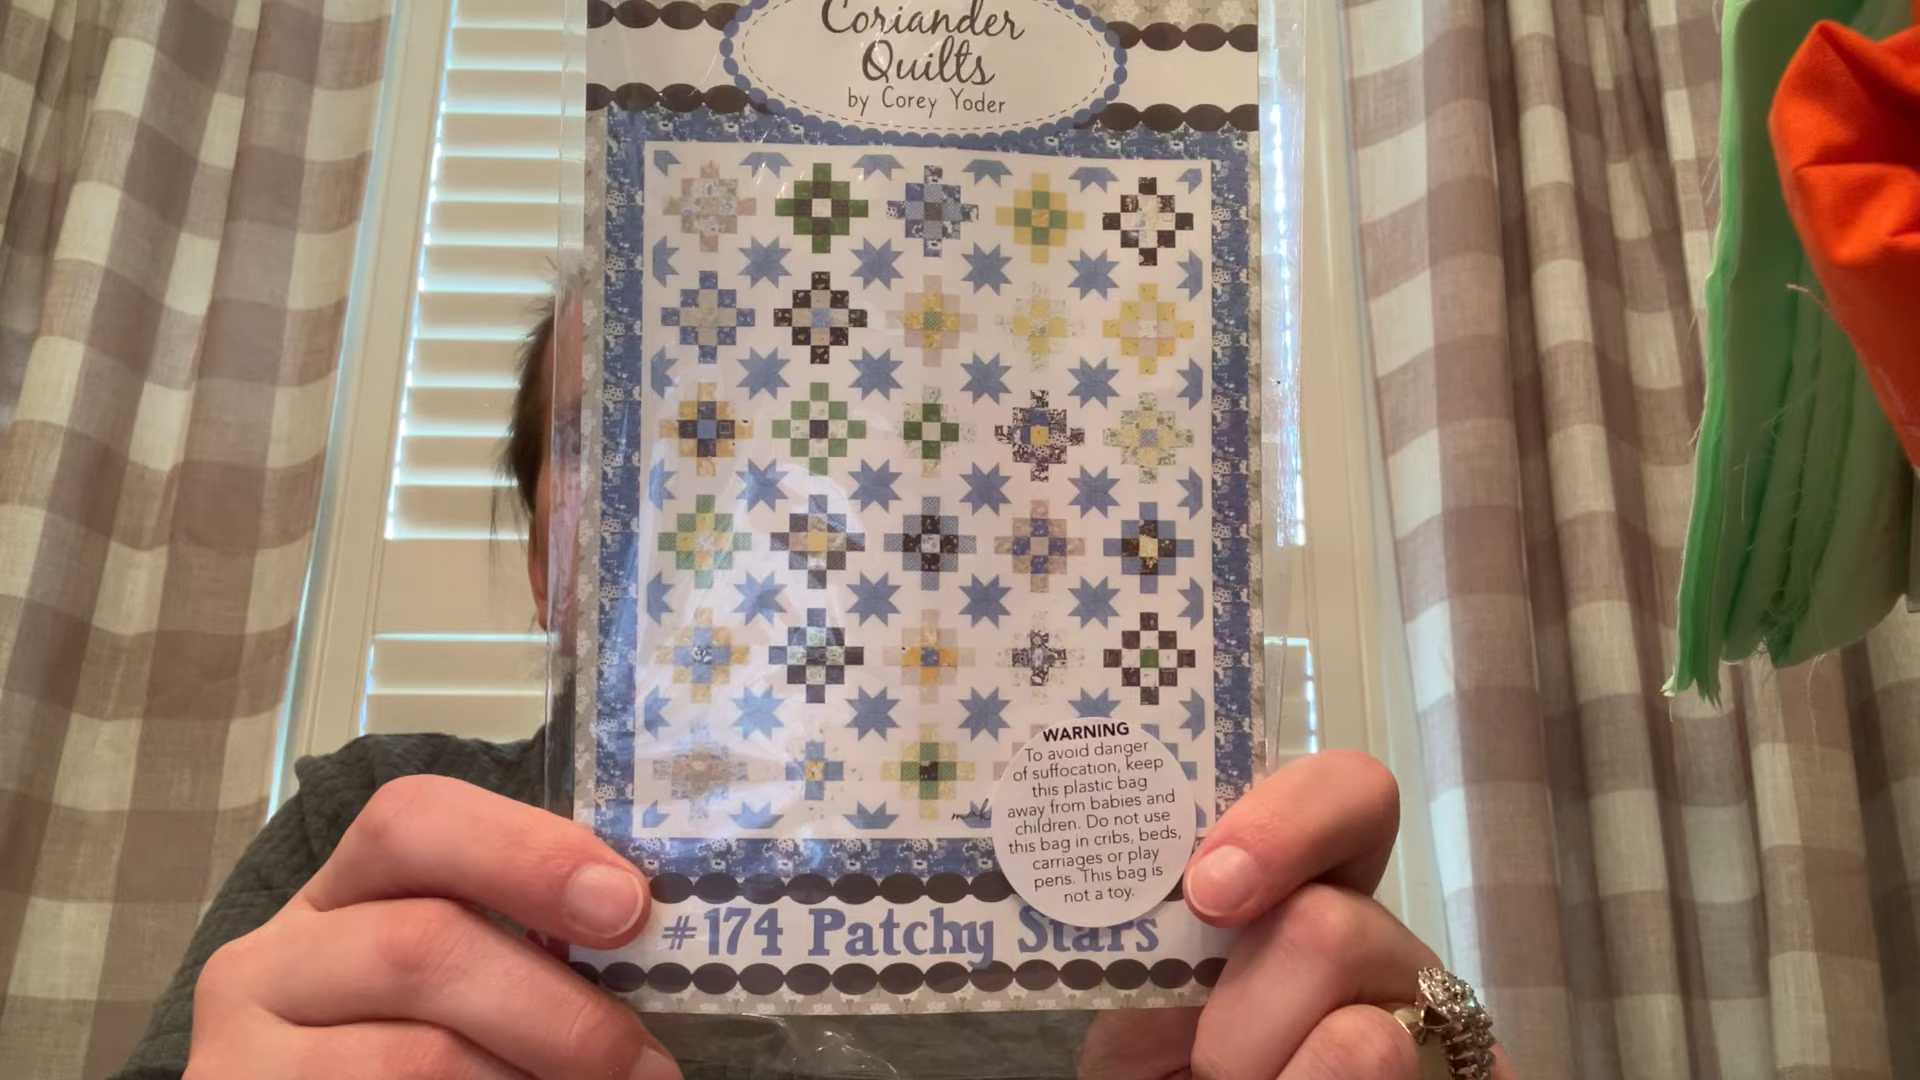 Coriander
Quilts
by Corey Yoder
WARNING
To avoid danger
of suffocation, keep
this plastic bag
away from babies and
children. Do not use
this bag in cribs, beds,
carriages or play
pens. This bag is
not a toy.
#174 Patchy Stars